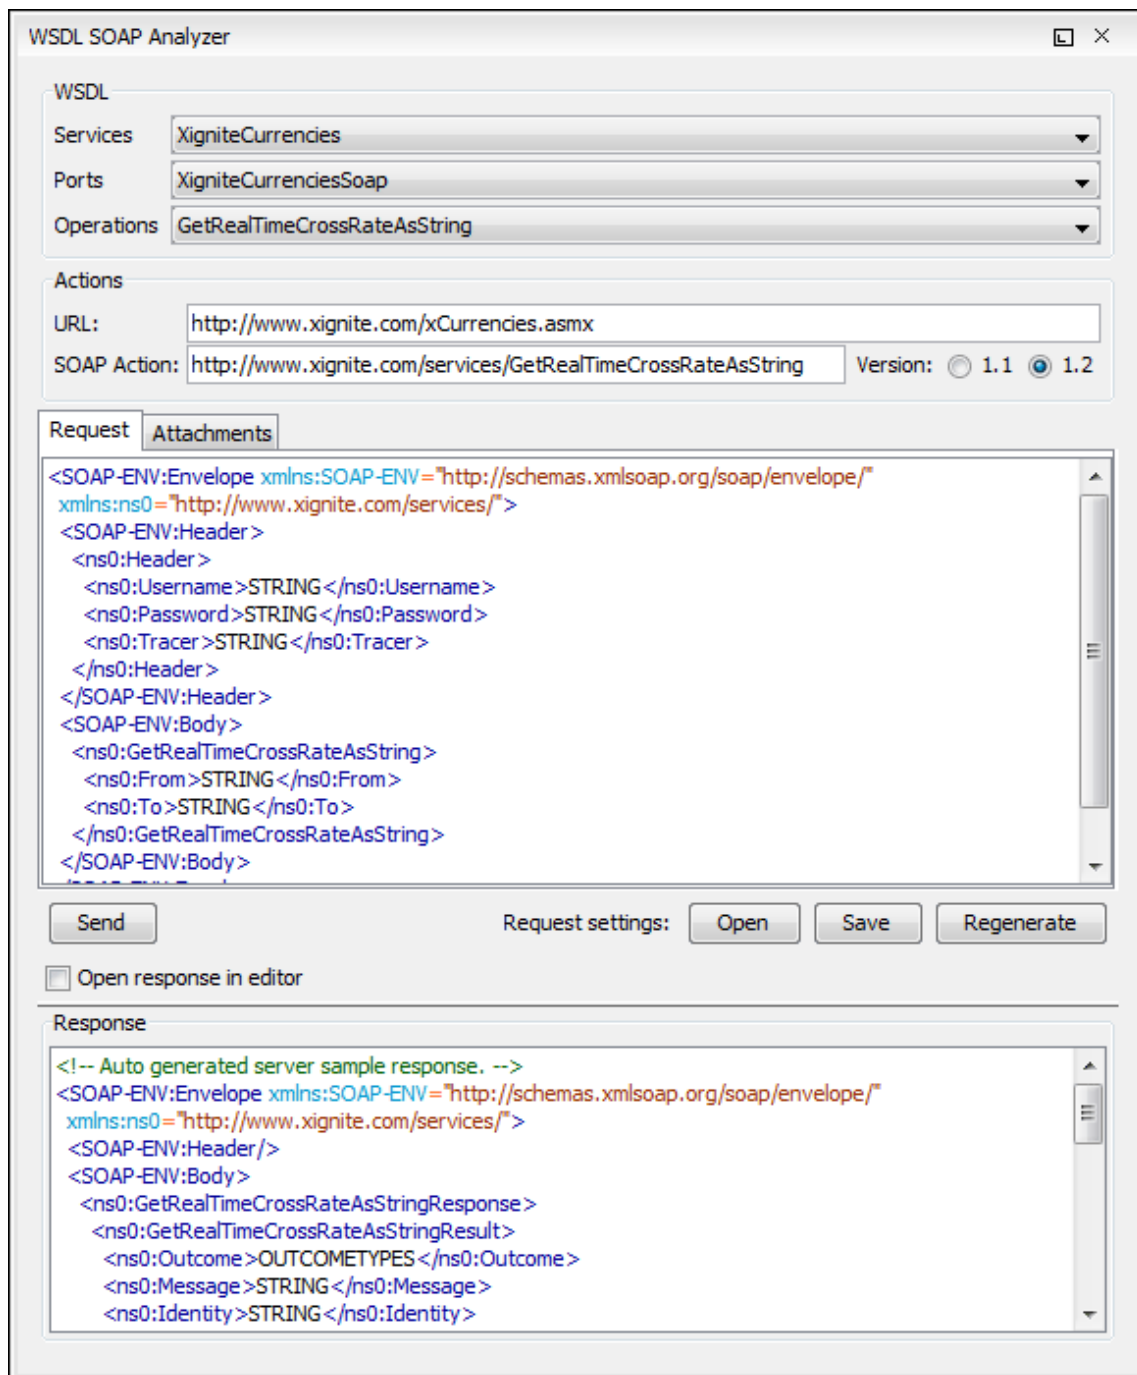 WSDL SOAP Analyzer
WSDL
Services XigniteCurrencies
Ports XigniteCurrenciesSoap
Operations GetRealTimeCrossRateAsString
Actions
URL: http://www.xignite.com/xCurrencies.asmx
SOAP Action: http://www.xignite.com/services/GetRealTimeCrossRateAsString Version: 1.1 1.2
Request Attachments
<SOAP-ENV:Envelope xmlns:SOAP-ENV="http://schemas.xmlsoap.org/soap/envelope/"
xmlns:ns0="http://www.xignite.com/services/">
<SOAP-ENV:Header>
<ns0:Header>
<ns0:Username>STRING</ns0:Username>
<ns0:Password>STRING</ns0:Password>
<ns0:Tracer>STRING</ns0:Tracer>
</ns0:Header>
</SOAP-ENV:Header>
<SOAP-ENV:Body>
<ns0:GetRealTimeCrossRateAsString>
<ns0:From>STRING</ns0:From>
<ns0:To>STRING</ns0:To>
</ns0:GetRealTimeCrossRateAsString>
</SOAP-ENV:Body>
Send Request settings: Open Save Regenerate
Open response in editor
Response
<!-- Auto generated server sample response. -->
<SOAP-ENV:Envelope xmlns:SOAP-ENV="http://schemas.xmlsoap.org/soap/envelope/"
xmlns:ns0="http://www.xignite.com/services/">
<SOAP-ENV:Header/>
<SOAP-ENV:Body>
<ns0:GetRealTimeCrossRateAsStringResponse>
<ns0:GetRealTimeCrossRateAsStringResult>
<ns0:Outcome>OUTCOMETYPES</ns0:Outcome>
<ns0:Message>STRING</ns0:Message>
<ns0:Identity>STRING</ns0:Identity>